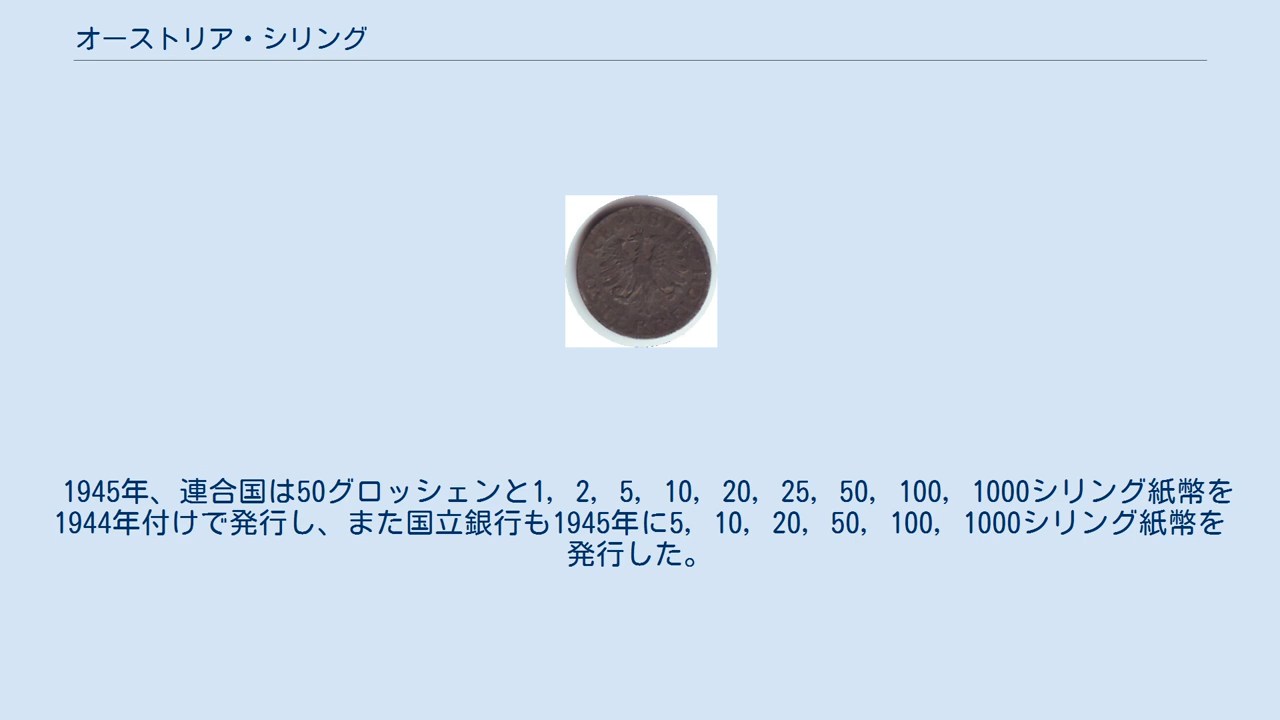 オーストリア・シリング
1945年、連合国は50グロッシェンと1, 2, 5, 10, 20, 25, 50, 100, 1000シリング紙幣を
1944年付けで発行し、また国立銀行も1945年に5, 10, 20, 50, 100, 1000シリング紙幣を
発行した。